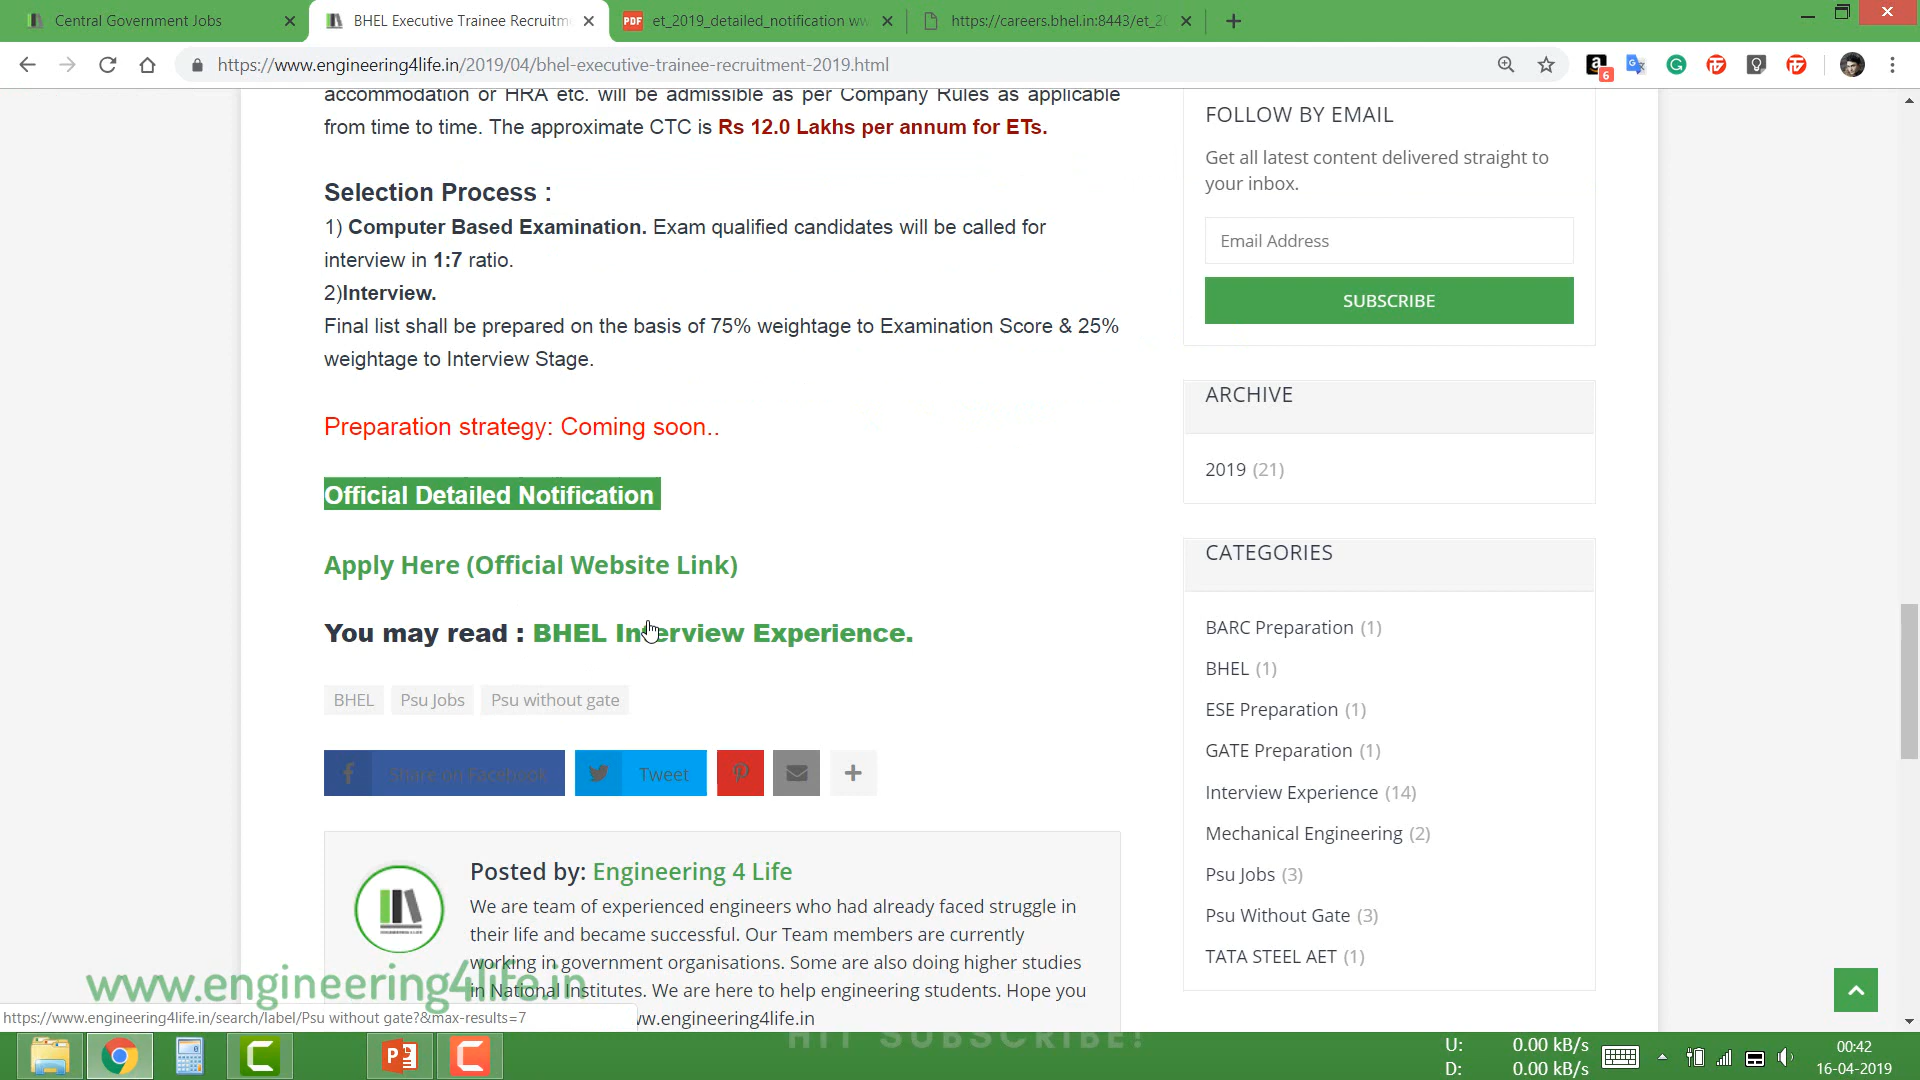 Central Government Jobs
BHEL Executive Trainee Recruitm
PDF et_2019_detailed_notification ww
https://careers.bhel.in:8443/et_20
https://www.engineering4life.in/2019/04/bhel-executive-trainee-recruitment-2019.html
6
accommodation or HRA etc. will be admissible as per Company Rules as applicable
from time to time. The approximate CTC is Rs 12.0 Lakhs per annum for ETs.
Selection Process :
1) Computer Based Examination. Exam qualified candidates will be called for
interview in 1:7 ratio.
2)Interview.
Final list shall be prepared on the basis of 75% weightage to Examination Score & 25%
weightage to Interview Stage.
Preparation strategy: Coming soon..
Official Detailed Notification
Apply Here (Official Website Link)
You may read : BHEL Interview Experience.
BHEL
Psu Jobs
Psu without gate
Share on Facebook
Tweet
Posted by: Engineering 4 Life
We are team of experienced engineers who had already faced struggle in
their life and became successful. Our Team members are currently
working in government organisations. Some are also doing higher studies
in National Institutes. We are here to help engineering students. Hope you
ww.engineering4life.in
FOLLOW BY EMAIL
Get all latest content delivered straight to
your inbox.
Email Address
SUBSCRIBE
ARCHIVE
2019 (21)
CATEGORIES
BARC Preparation (1)
BHEL (1)
ESE Preparation (1)
GATE Preparation (1)
Interview Experience (14)
Mechanical Engineering (2)
Psu Jobs (3)
Psu Without Gate (3)
TATA STEEL AET (1)
www.engineering4life.in
https://www.engineering4life.in/search/label/Psu without gate?&max-results=7
HIT SUBSCRIBE!
U: 0.00 kB/s
D: 0.00 kB/s
00:42
16-04-2019